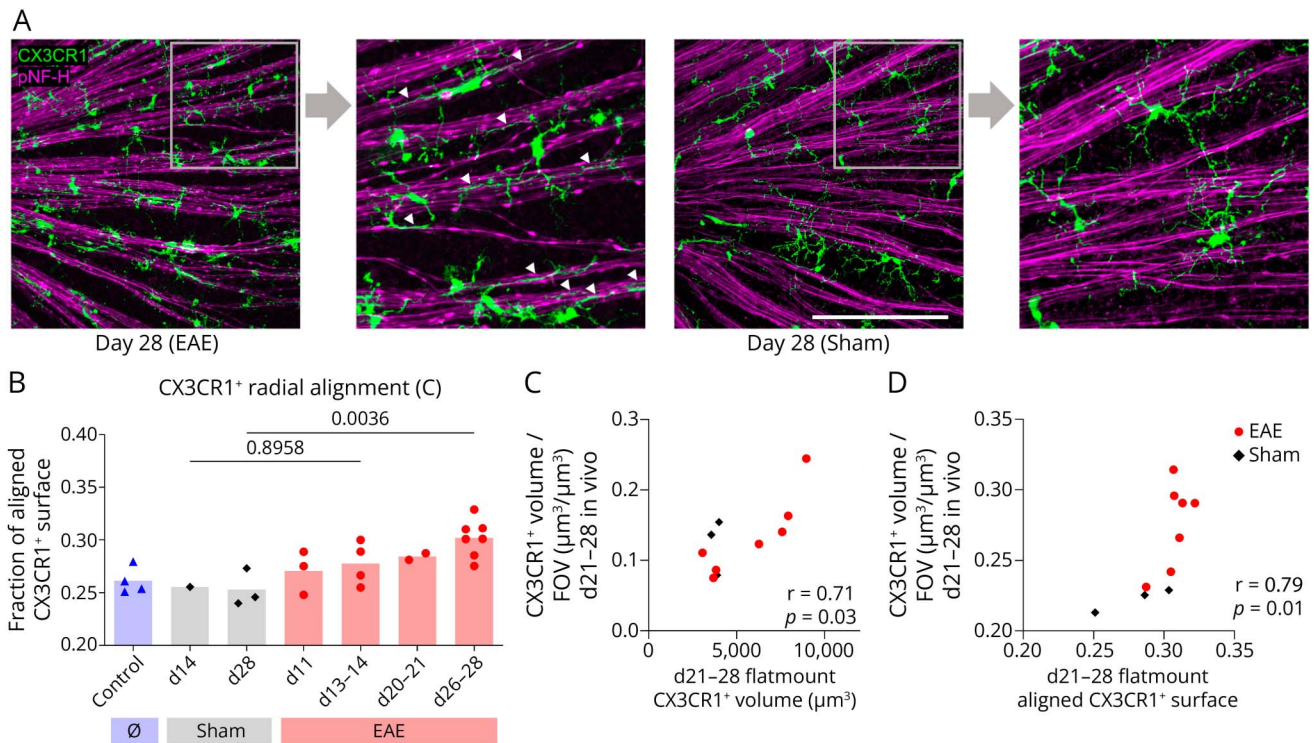 A
CX3CR1
pNF-H
Day 28 (EAE)
Day 28 (Sham)
B
CX3CR1⁺ radial alignment (C)
0.0036
0.8958
Fraction of aligned
CX3CR1⁺ surface
0.40
0.35
0.30
0.25
0.20
Control
d14
d28
d11
d13–14
d20–21
d26–28
Ø
Sham
EAE
C
CX3CR1⁺ volume /
FOV (μm³/μm³)
d21–28 in vivo
0.3
0.2
0.1
0.0
r = 0.71
p = 0.03
0
5,000
10,000
d21–28 flatmount
CX3CR1⁺ volume (μm³)
D
CX3CR1⁺ volume /
FOV (μm³/μm³)
d21–28 in vivo
0.35
0.30
0.25
0.20
EAE
Sham
r = 0.79
p = 0.01
0.20
0.25
0.30
0.35
d21–28 flatmount
aligned CX3CR1⁺ surface